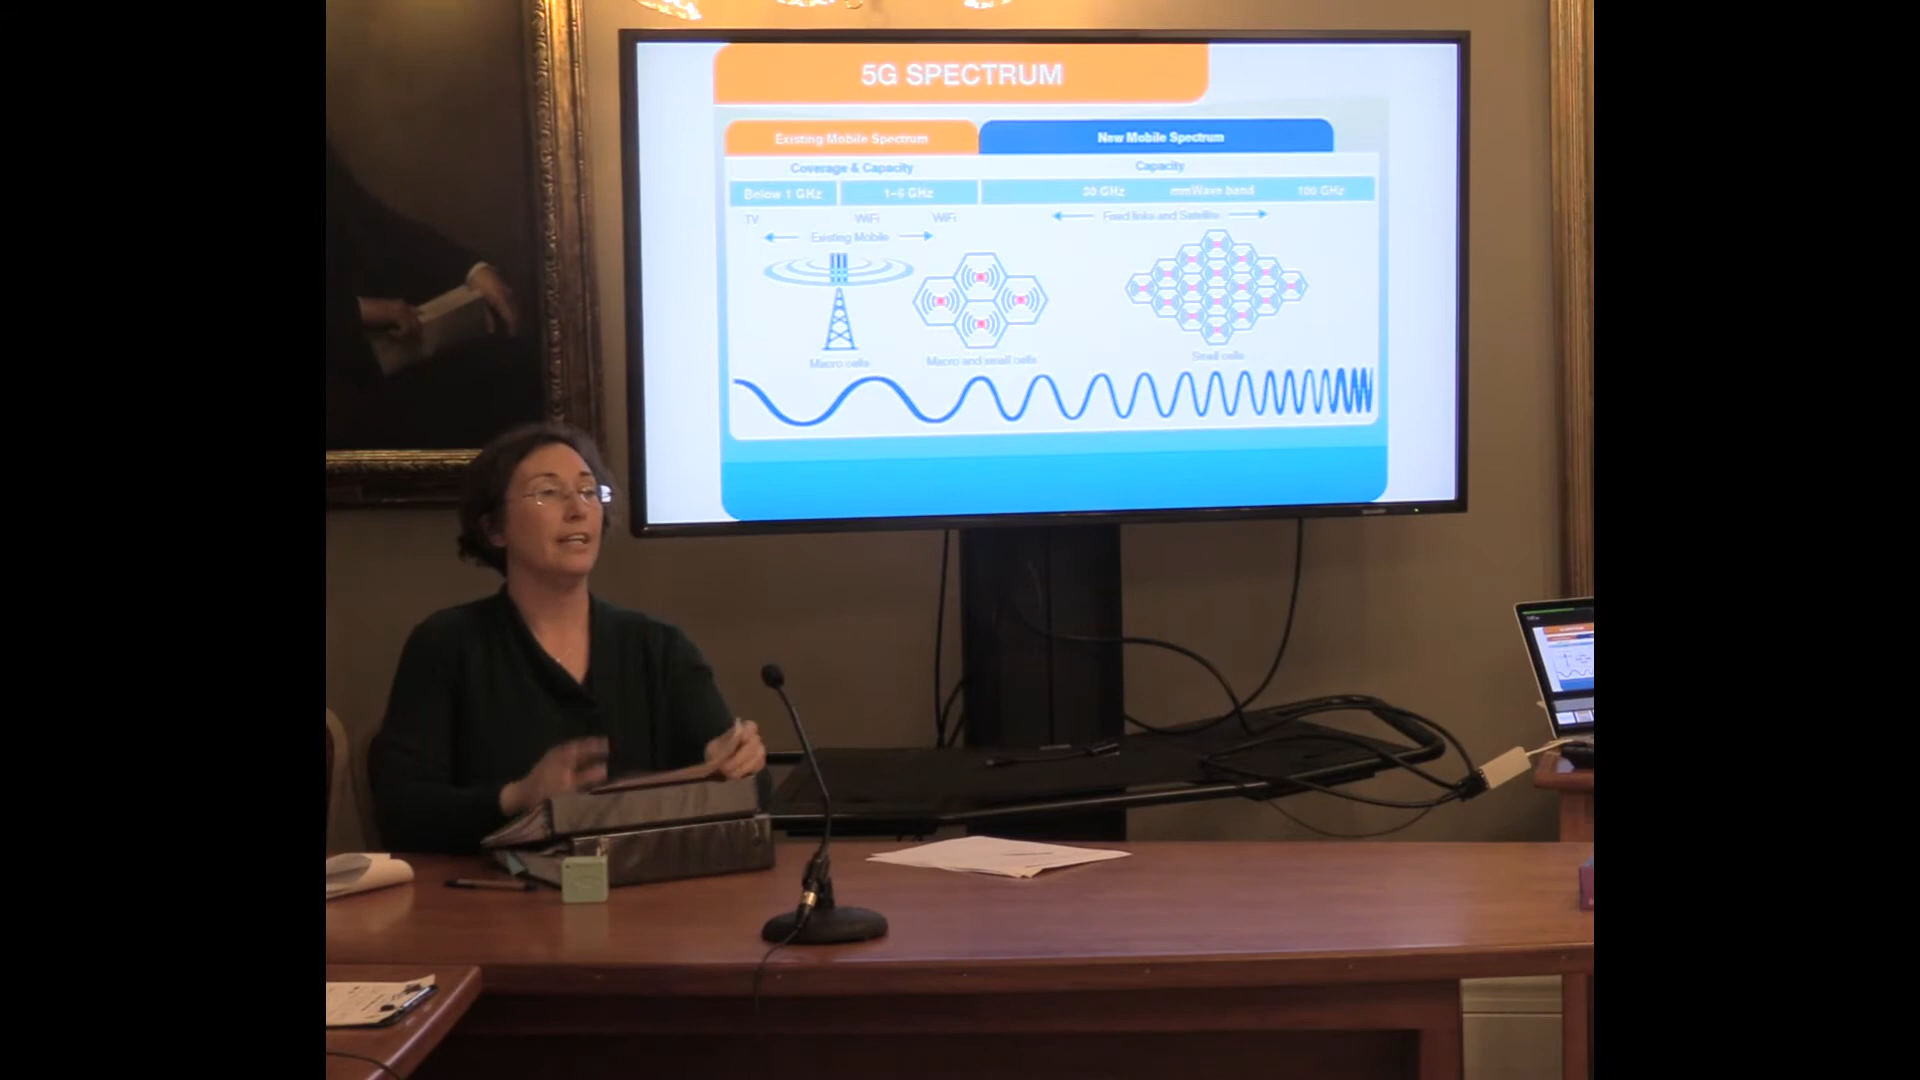 5G SPECTRUM
Existing Mobile Spectrum
New Mobile Spectrum
Coverage & Capacity
Capacity
Below 1 GHz
1-6 GHz
30 GHz
mmWave band
100 GHz
TV
WiFi
WiFi
Fixed links and Satellite
Existing Mobile
Macro cells
Macro and small cells
Small cells